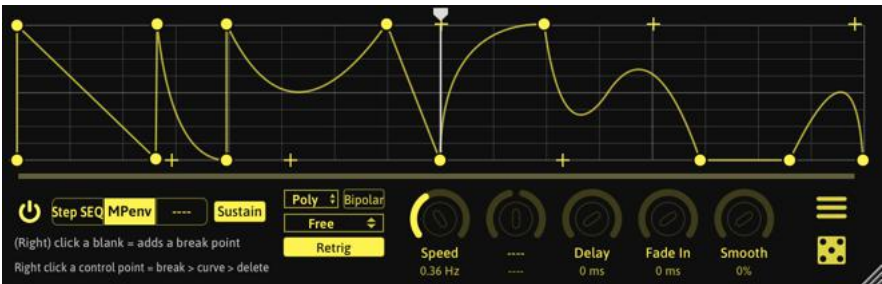 Step SEQ MPenv ---- Sustain
Poly Bipolar
Free
Retrig
(Right) click a blank = adds a break point
Right click a control point = break > curve > delete
Speed ---- Delay Fade In Smooth
0.36 Hz ---- 0 ms 0 ms 0%